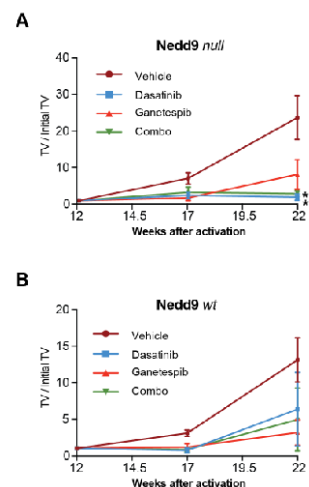 A
Nedd9 null
40
30
20
10
0
TV / Initial TV
Vehicle
Dasatinib
Ganetespib
Combo
*
*
12 14.5 17 19.5 22
Weeks after activation
B
Nedd9 wt
20
15
10
5
0
TV / Initial TV
Vehicle
Dasatinib
Ganetespib
Combo
12 14.5 17 19.5 22
Weeks after activation